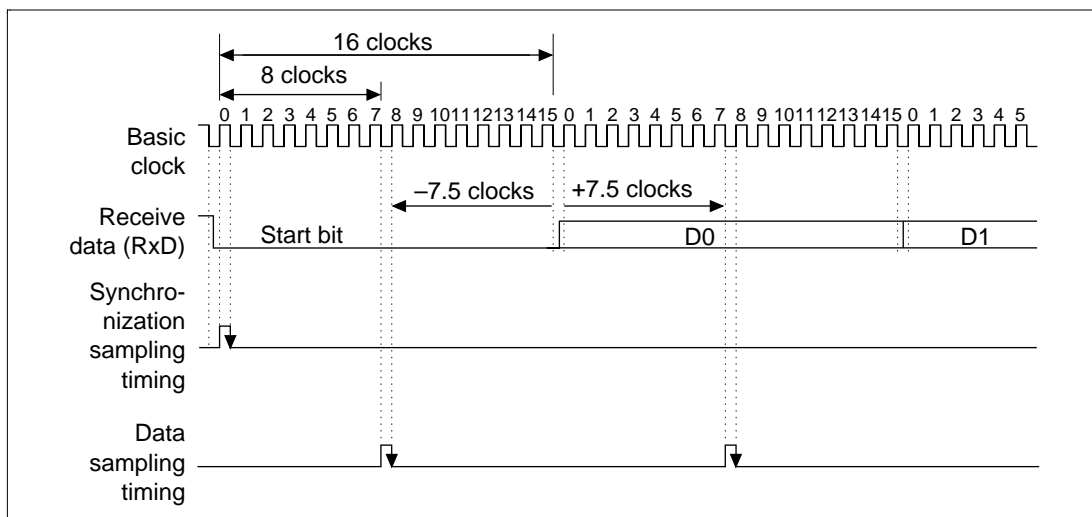 16 clocks
8 clocks
0 1 2 3 4 5 6 7 8 9 10 11 12 13 14 15 0 1 2 3 4 5 6 7 8 9 10 11 12 13 14 15 0 1 2 3 4 5
Basic
clock
–7.5 clocks +7.5 clocks
Receive
data (RxD)
Start bit D0 D1
Synchro-
nization
sampling
timing
Data
sampling
timing